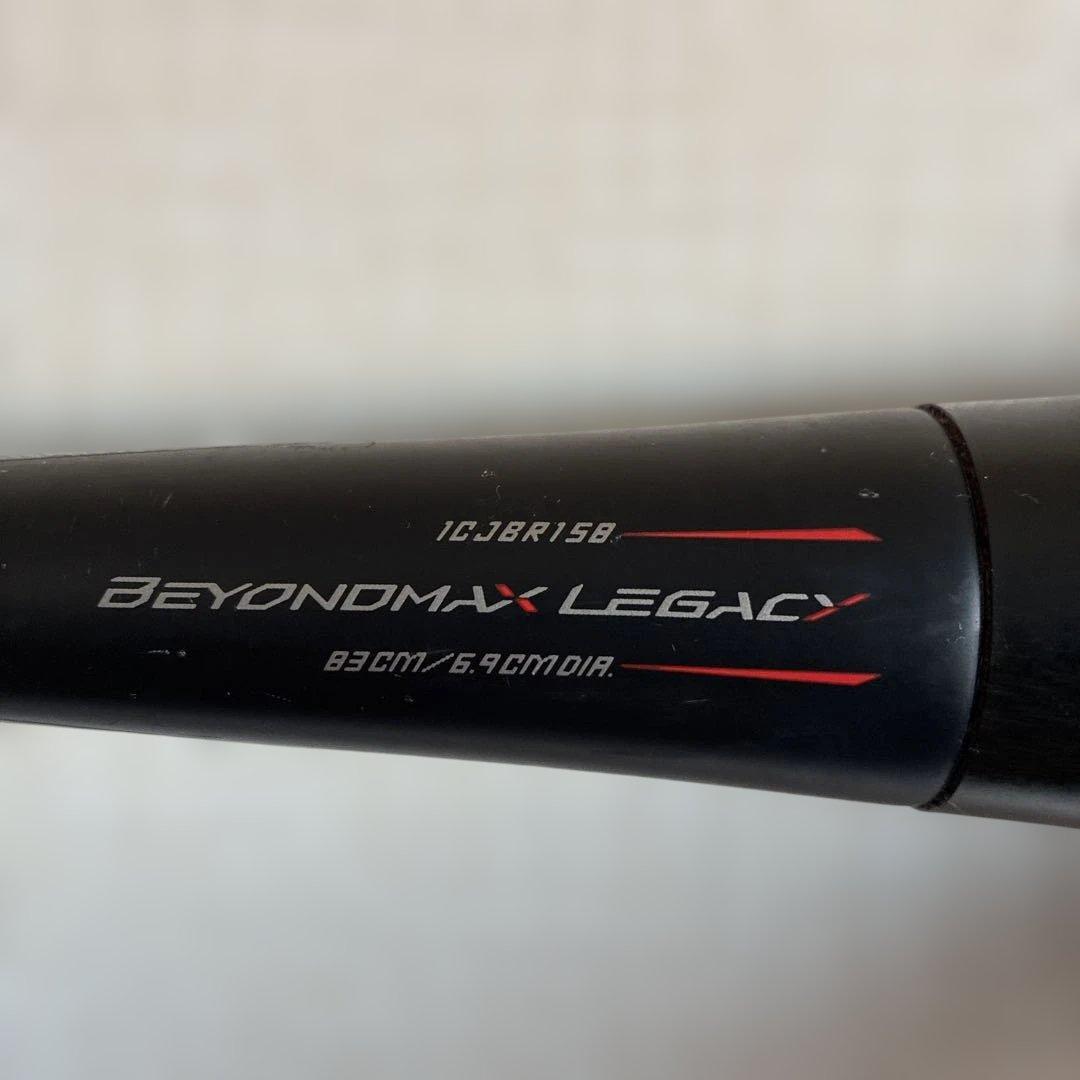 1CJBR158
BEYONDMAX LEGACY
83CM/6.9CMDIA.